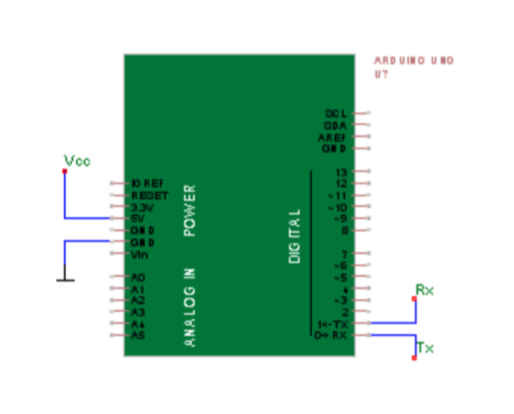 ARDUINO UNO
U?
SCL
SDA
AREF
GND
Vcc
13
IO REF
12
RESET
~11
3.3V
~10
5V
~9
GND
8
GND
Vin
7
~6
A0
~5
A1
4
A2
~3
A3
2
A4
1<-TX
A5
0->RX
POWER
ANALOG IN
DIGITAL
Rx
Tx